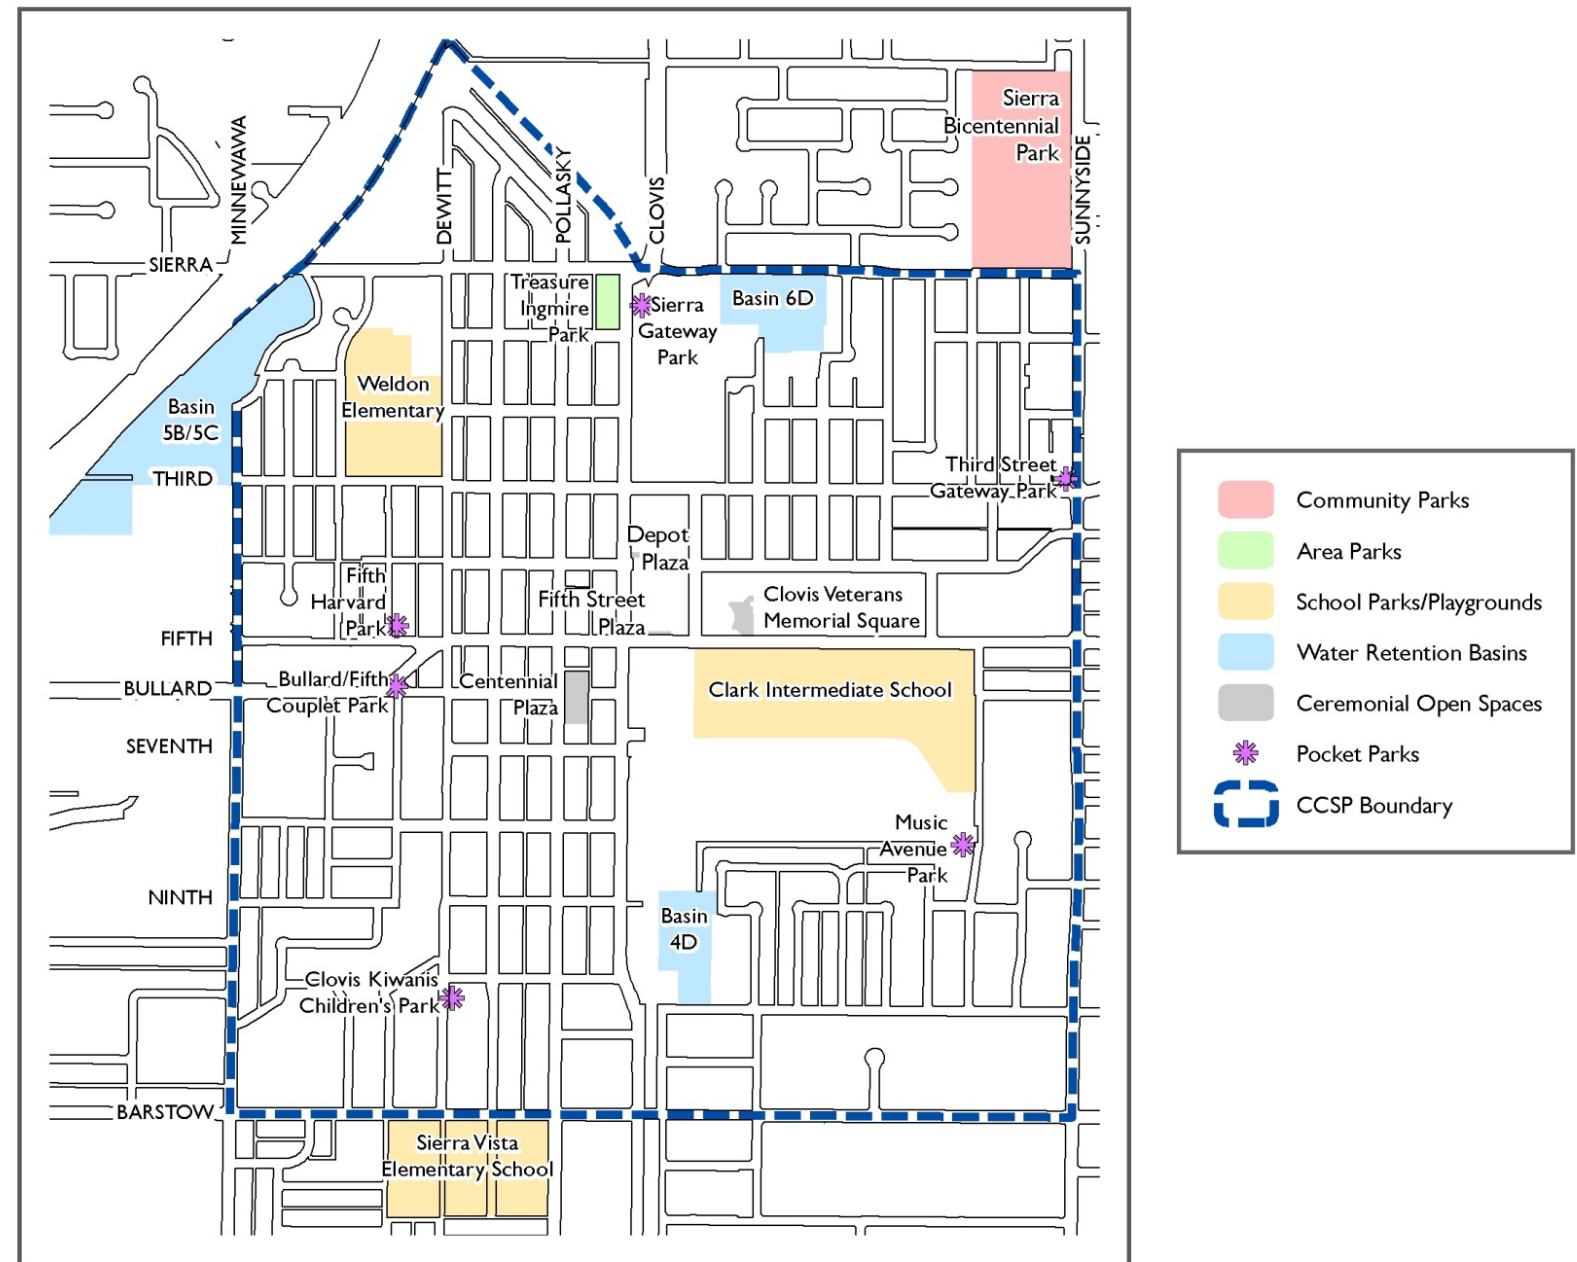 Sierra
Bicentennial
Park
MINNEWAWA
DEWITT
POLLASKY
CLOVIS
SUNNYSIDE
SIERRA
Treasure
Ingmire
Park
Sierra
Gateway
Park
Basin 6D
Weldon
Elementary
Basin
5B/5C
THIRD
Third Street
Gateway Park
Depot
Plaza
Fifth
Harvard
Park
Fifth Street
Plaza
Clovis Veterans
Memorial Square
FIFTH
BULLARD
Bullard/Fifth
Couplet Park
Centennial
Plaza
Clark Intermediate School
SEVENTH
Music
Avenue
Park
NINTH
Basin
4D
Clovis Kiwanis
Children's Park
BARSTOW
Sierra Vista
Elementary School
Community Parks
Area Parks
School Parks/Playgrounds
Water Retention Basins
Ceremonial Open Spaces
Pocket Parks
CCSP Boundary